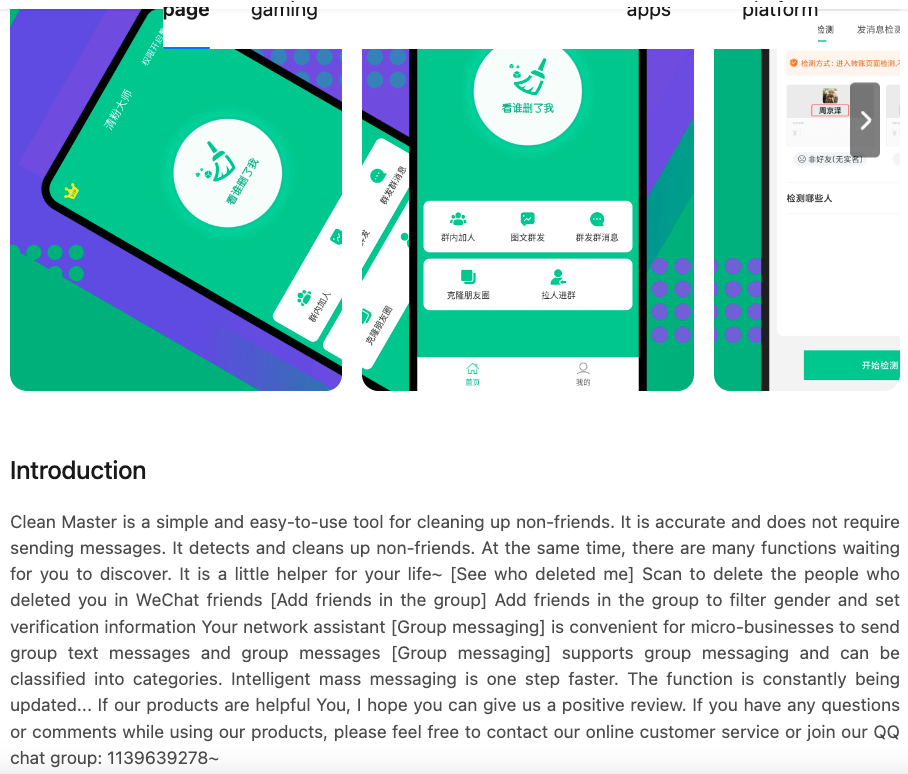 page
gaming
apps
platform
权限开启
清粉大师
看谁删了我
群发群消息
群内加人
克隆朋友圈
看谁删了我
群内加人
图文群发
群发群消息
克隆朋友圈
拉人进群
首页
我的
检测
发消息检测
检测方式：进入转账页面检测,不
周京泽
非好友(无实名)
检测哪些人
开始检测
Introduction
Clean Master is a simple and easy-to-use tool for cleaning up non-friends. It is accurate and does not require
sending messages. It detects and cleans up non-friends. At the same time, there are many functions waiting
for you to discover. It is a little helper for your life~ [See who deleted me] Scan to delete the people who
deleted you in WeChat friends [Add friends in the group] Add friends in the group to filter gender and set
verification information Your network assistant [Group messaging] is convenient for micro-businesses to send
group text messages and group messages [Group messaging] supports group messaging and can be
classified into categories. Intelligent mass messaging is one step faster. The function is constantly being
updated... If our products are helpful You, I hope you can give us a positive review. If you have any questions
or comments while using our products, please feel free to contact our online customer service or join our QQ
chat group: 1139639278~